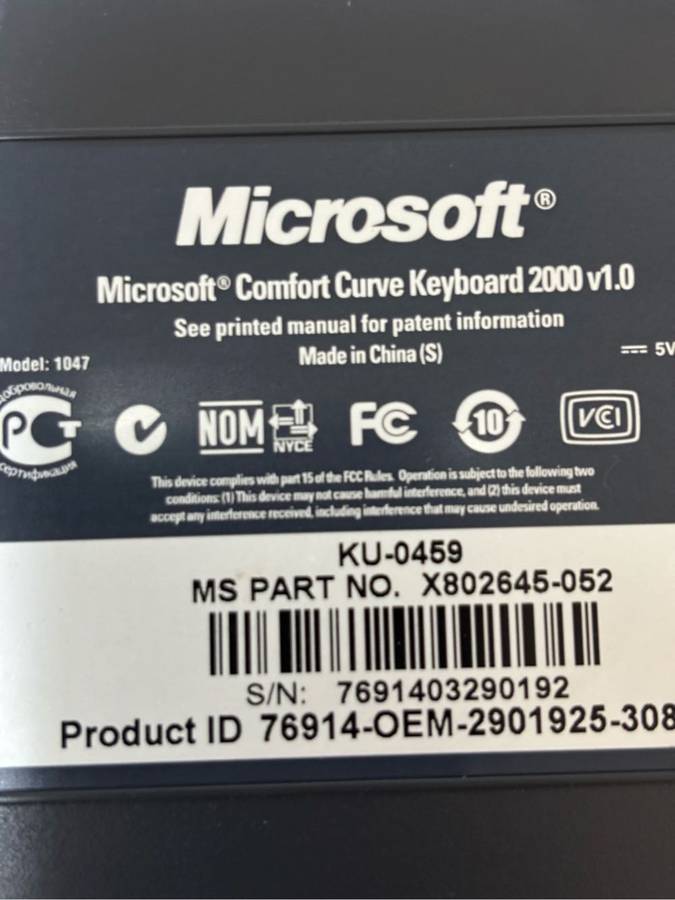 Microsoft®
Microsoft® Comfort Curve Keyboard 2000 v1.0
See printed manual for patent information
Made in China (S)
Model: 1047
⎓ 5V
добровольная
РСТ
сертификация
NOM
NYCE
FC
10
VCI
This device complies with part 15 of the FCC Rules. Operation is subject to the following two
conditions: (1) This device may not cause harmful interference, and (2) this device must
accept any interference received, including interference that may cause undesired operation.
KU-0459
MS PART NO. X802645-052
S/N: 7691403290192
Product ID 76914-OEM-2901925-308